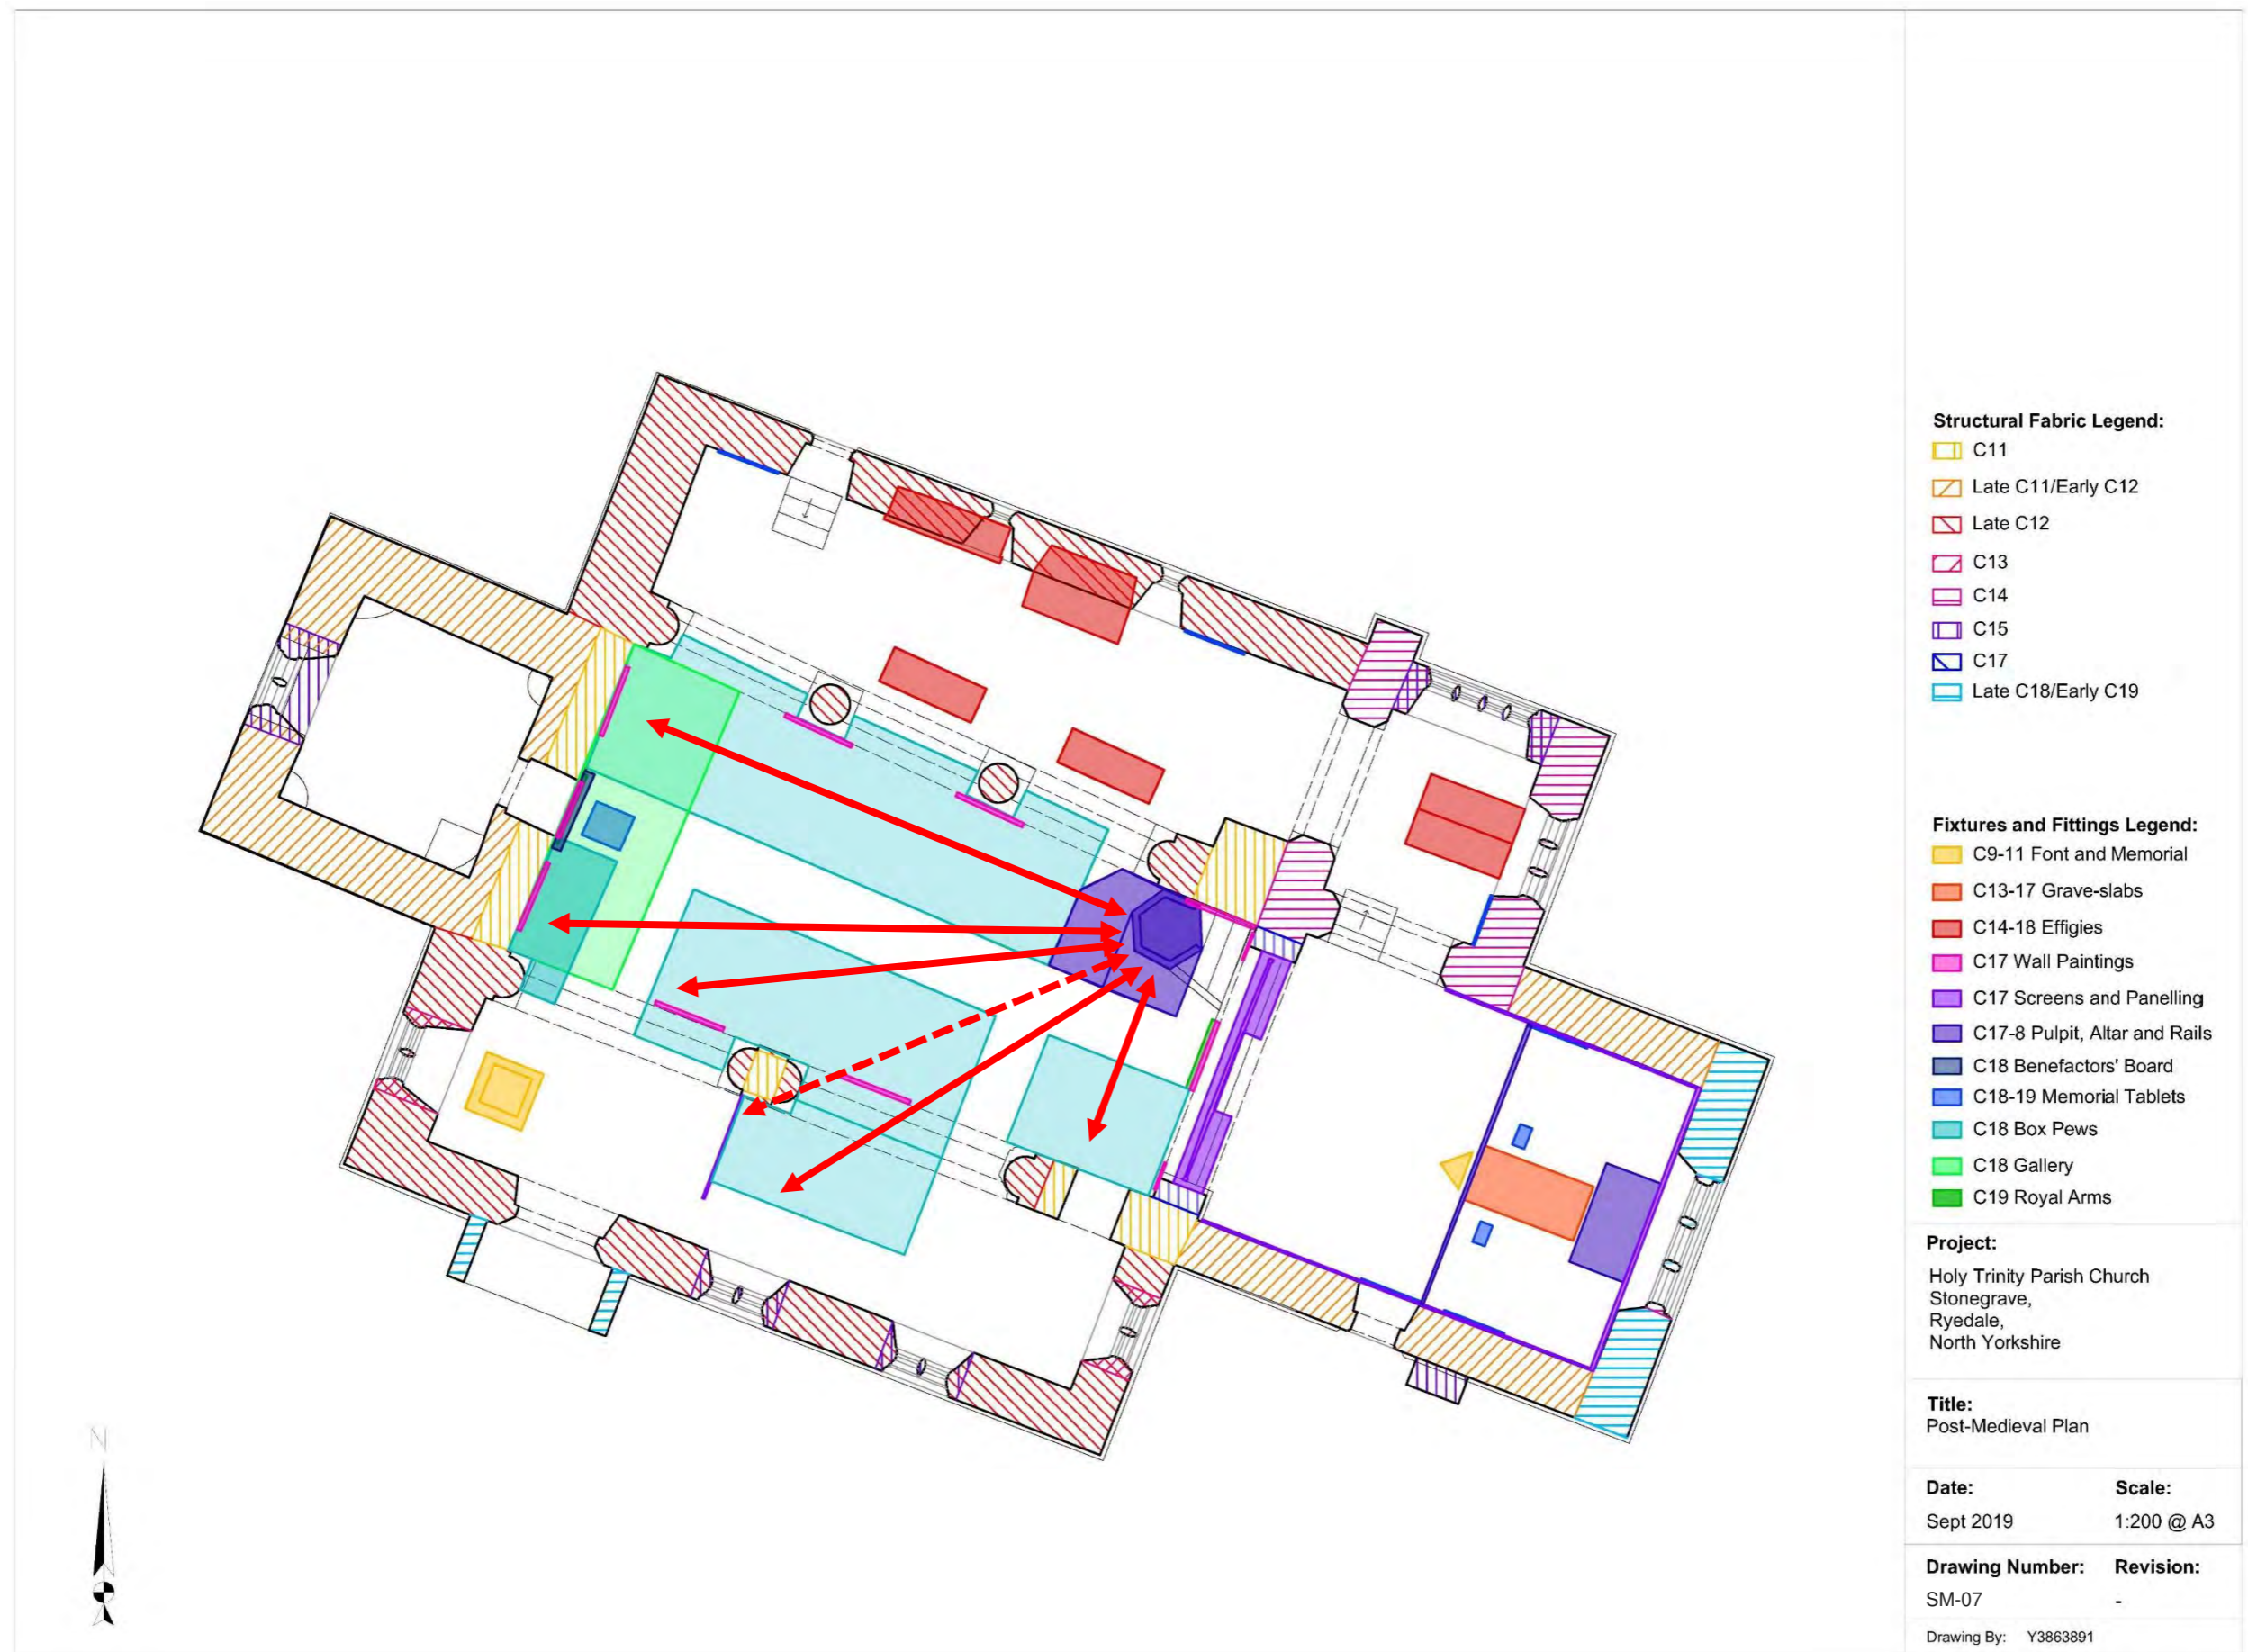 Structural Fabric Legend:
C11
Late C11/Early C12
Late C12
C13
C14
C15
C17
Late C18/Early C19
Fixtures and Fittings Legend:
C9-11 Font and Memorial
C13-17 Grave-slabs
C14-18 Effigies
C17 Wall Paintings
C17 Screens and Panelling
C17-8 Pulpit, Altar and Rails
C18 Benefactors' Board
C18-19 Memorial Tablets
C18 Box Pews
C18 Gallery
C19 Royal Arms
Project:
Holy Trinity Parish Church
Stonegrave,
Ryedale,
North Yorkshire
Title:
Post-Medieval Plan
Date: Scale:
Sept 2019 1:200 @ A3
Drawing Number: Revision:
SM-07 -
Drawing By: Y3863891
N